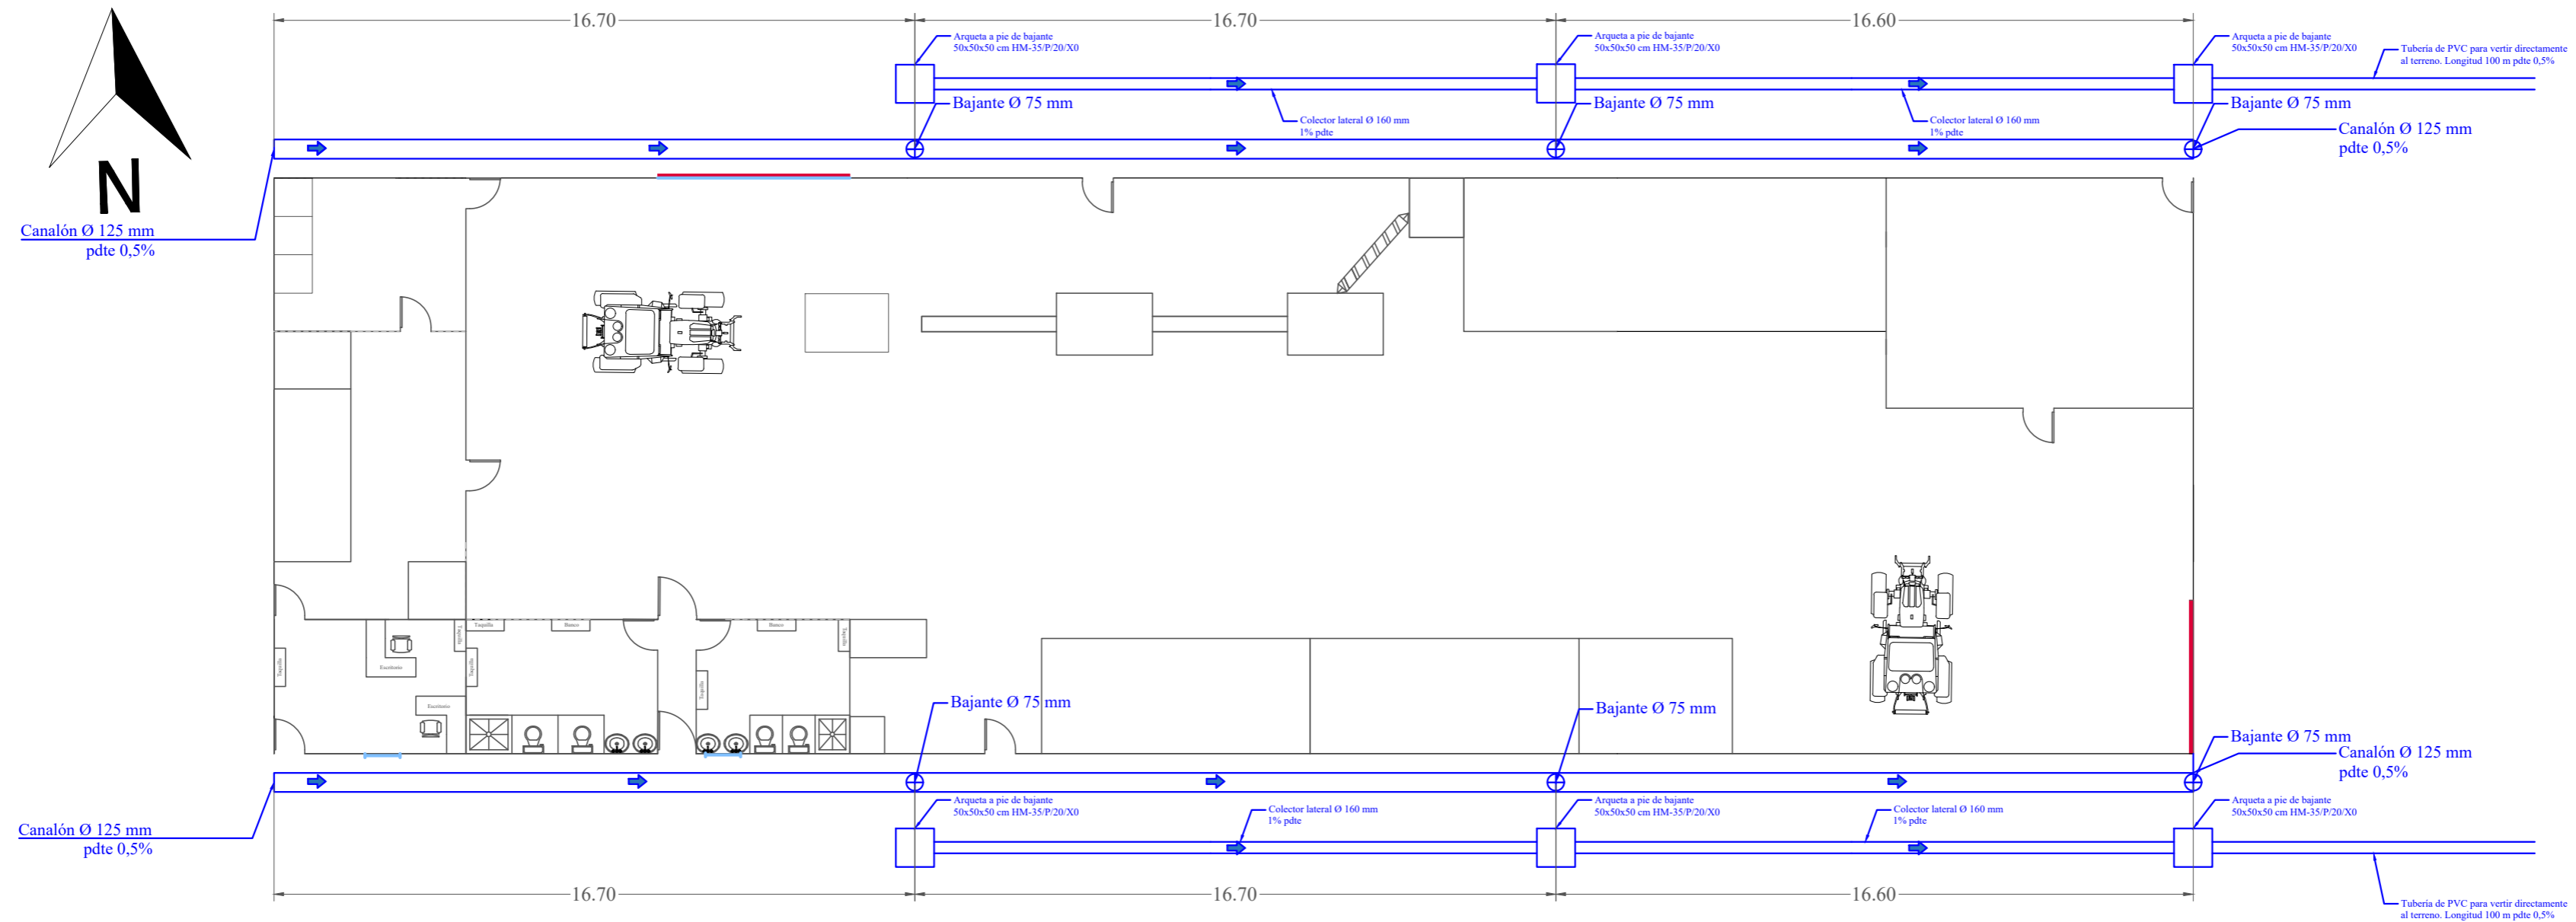 16.70
16.70
16.60
Arqueta a pie de bajante
50x50x50 cm HM-35/P/20/X0
Arqueta a pie de bajante
50x50x50 cm HM-35/P/20/X0
Arqueta a pie de bajante
50x50x50 cm HM-35/P/20/X0
Tubería de PVC para vertir directamente
al terreno. Longitud 100 m pdte 0,5%
Bajante Ø 75 mm
Bajante Ø 75 mm
Bajante Ø 75 mm
Colector lateral Ø 160 mm
1% pdte
Colector lateral Ø 160 mm
1% pdte
Canalón Ø 125 mm
pdte 0,5%
N
Canalón Ø 125 mm
pdte 0,5%
Taquilla
Banco
Taquilla
Banco
Taquilla
Taquilla
Escritorio
Taquilla
Taquilla
Escritorio
Bajante Ø 75 mm
Bajante Ø 75 mm
Bajante Ø 75 mm
Canalón Ø 125 mm
pdte 0,5%
Canalón Ø 125 mm
pdte 0,5%
Arqueta a pie de bajante
50x50x50 cm HM-35/P/20/X0
Colector lateral Ø 160 mm
1% pdte
Arqueta a pie de bajante
50x50x50 cm HM-35/P/20/X0
Colector lateral Ø 160 mm
1% pdte
Arqueta a pie de bajante
50x50x50 cm HM-35/P/20/X0
16.70
16.70
16.60
Tubería de PVC para vertir directamente
al terreno. Longitud 100 m pdte 0,5%